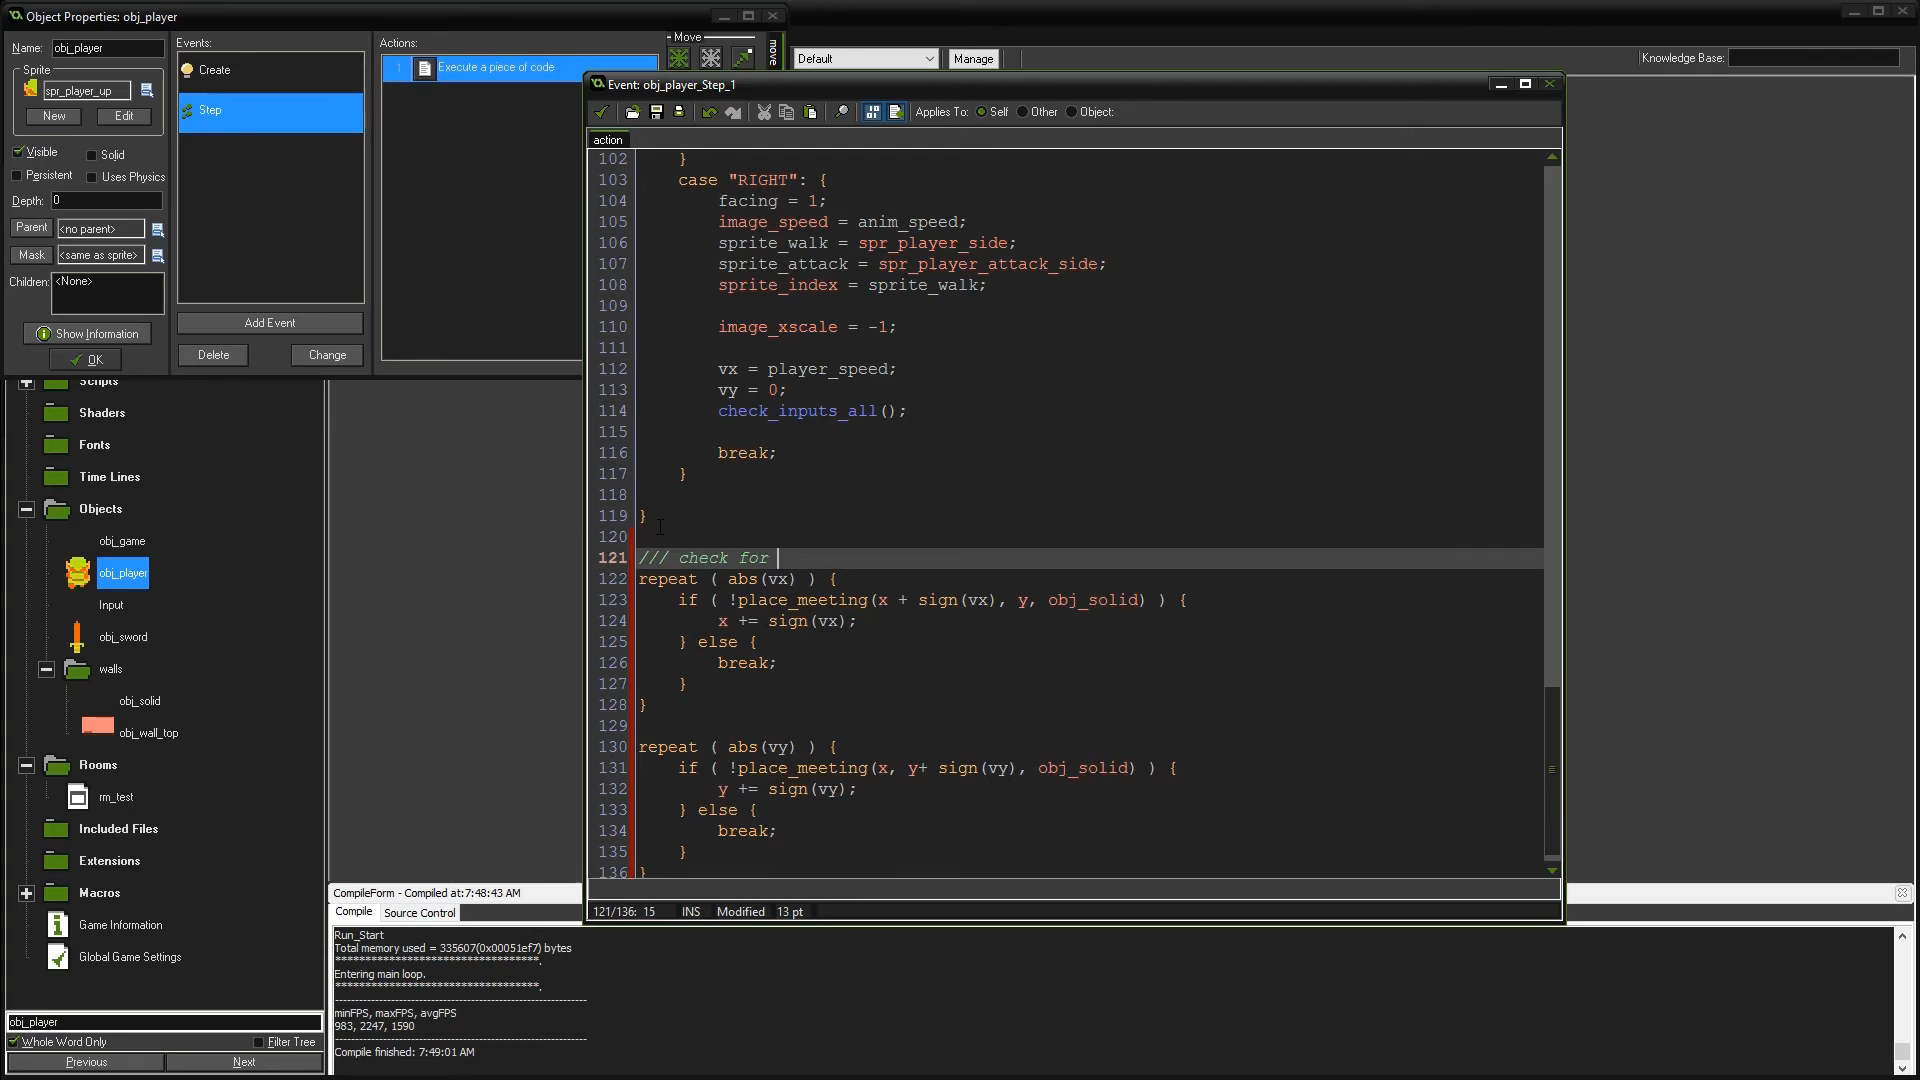 Object Properties: obj_player
Name: obj_player
Sprite
spr_player_up
New Edit
Visible Solid
Persistent Uses Physics
Depth: 0
Parent <no parent>
Mask <same as sprite>
Children: <None>
Show Information
OK
Events:
Create
Step
Add Event
Delete Change
Actions:
1 Execute a piece of code
Move
move
Default Manage
Knowledge Base:
Event: obj_player_Step_1
Applies To: Self Other Object:
action
102 }
103 case "RIGHT": {
104 facing = 1;
105 image_speed = anim_speed;
106 sprite_walk = spr_player_side;
107 sprite_attack = spr_player_attack_side;
108 sprite_index = sprite_walk;
109
110 image_xscale = -1;
111
112 vx = player_speed;
113 vy = 0;
114 check_inputs_all();
115
116 break;
117 }
118
119 }
120
121 /// check for
122 repeat ( abs(vx) ) {
123 if ( !place_meeting(x + sign(vx), y, obj_solid) ) {
124 x += sign(vx);
125 } else {
126 break;
127 }
128 }
129
130 repeat ( abs(vy) ) {
131 if ( !place_meeting(x, y+ sign(vy), obj_solid) ) {
132 y += sign(vy);
133 } else {
134 break;
135 }
136 }
121/136: 15 INS Modified 13 pt
Scripts
Shaders
Fonts
Time Lines
Objects
obj_game
obj_player
Input
obj_sword
walls
obj_solid
obj_wall_top
Rooms
rm_test
Included Files
Extensions
Macros
Game Information
Global Game Settings
obj_player
Whole Word Only Filter Tree
Previous Next
CompileForm - Compiled at:7:48:43 AM
Compile Source Control
Run_Start
Total memory used = 335607(0x00051ef7) bytes
**********************************.
Entering main loop.
**********************************.
----------------------------------------------------------------
minFPS, maxFPS, avgFPS
983, 2247, 1590
----------------------------------------------------------------
Compile finished: 7:49:01 AM